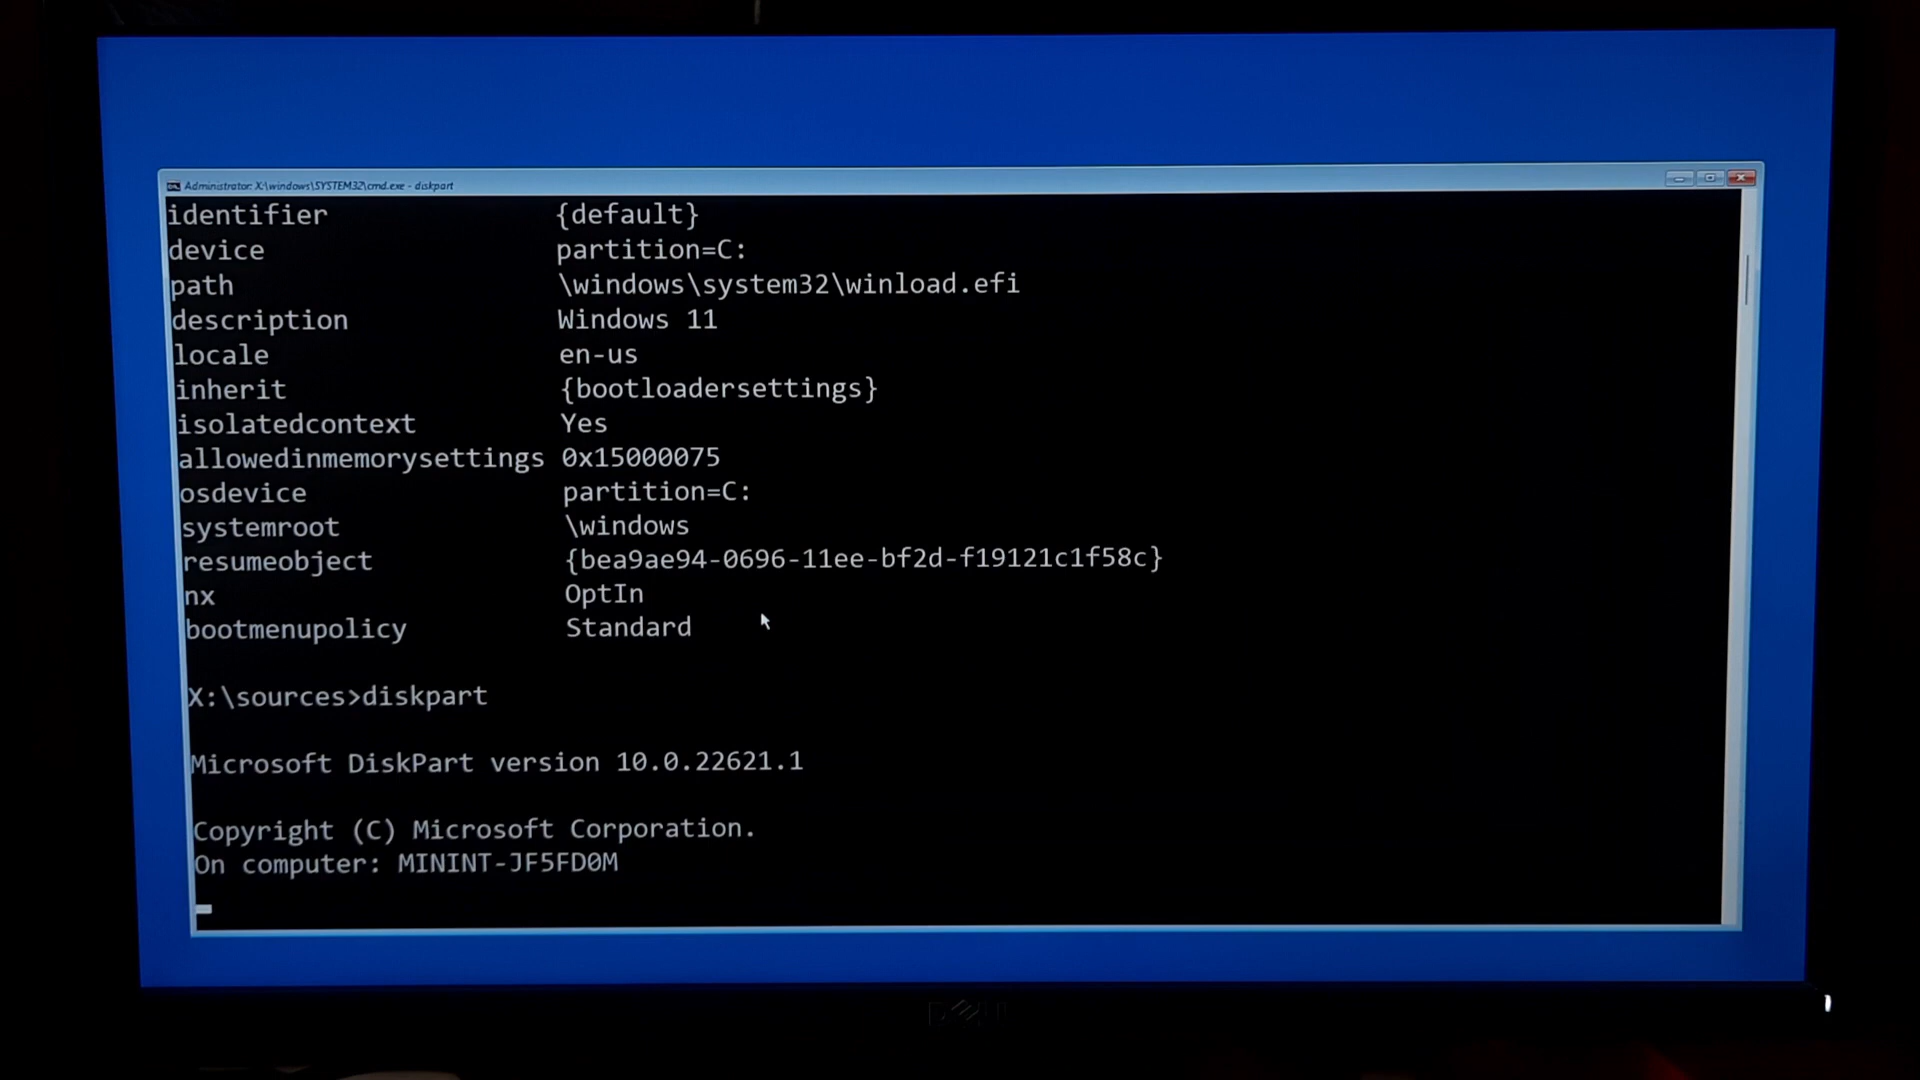 Administrator: X:\windows\SYSTEM32\cmd.exe - diskpart
identifier {default}
device partition=C:
path \windows\system32\winload.efi
description Windows 11
locale en-us
inherit {bootloadersettings}
isolatedcontext Yes
allowedinmemorysettings 0x15000075
osdevice partition=C:
systemroot \windows
resumeobject {bea9ae94-0696-11ee-bf2d-f19121c1f58c}
nx OptIn
bootmenupolicy Standard
X:\sources>diskpart
Microsoft DiskPart version 10.0.22621.1
Copyright (C) Microsoft Corporation.
On computer: MININT-JF5FD0M
DELL